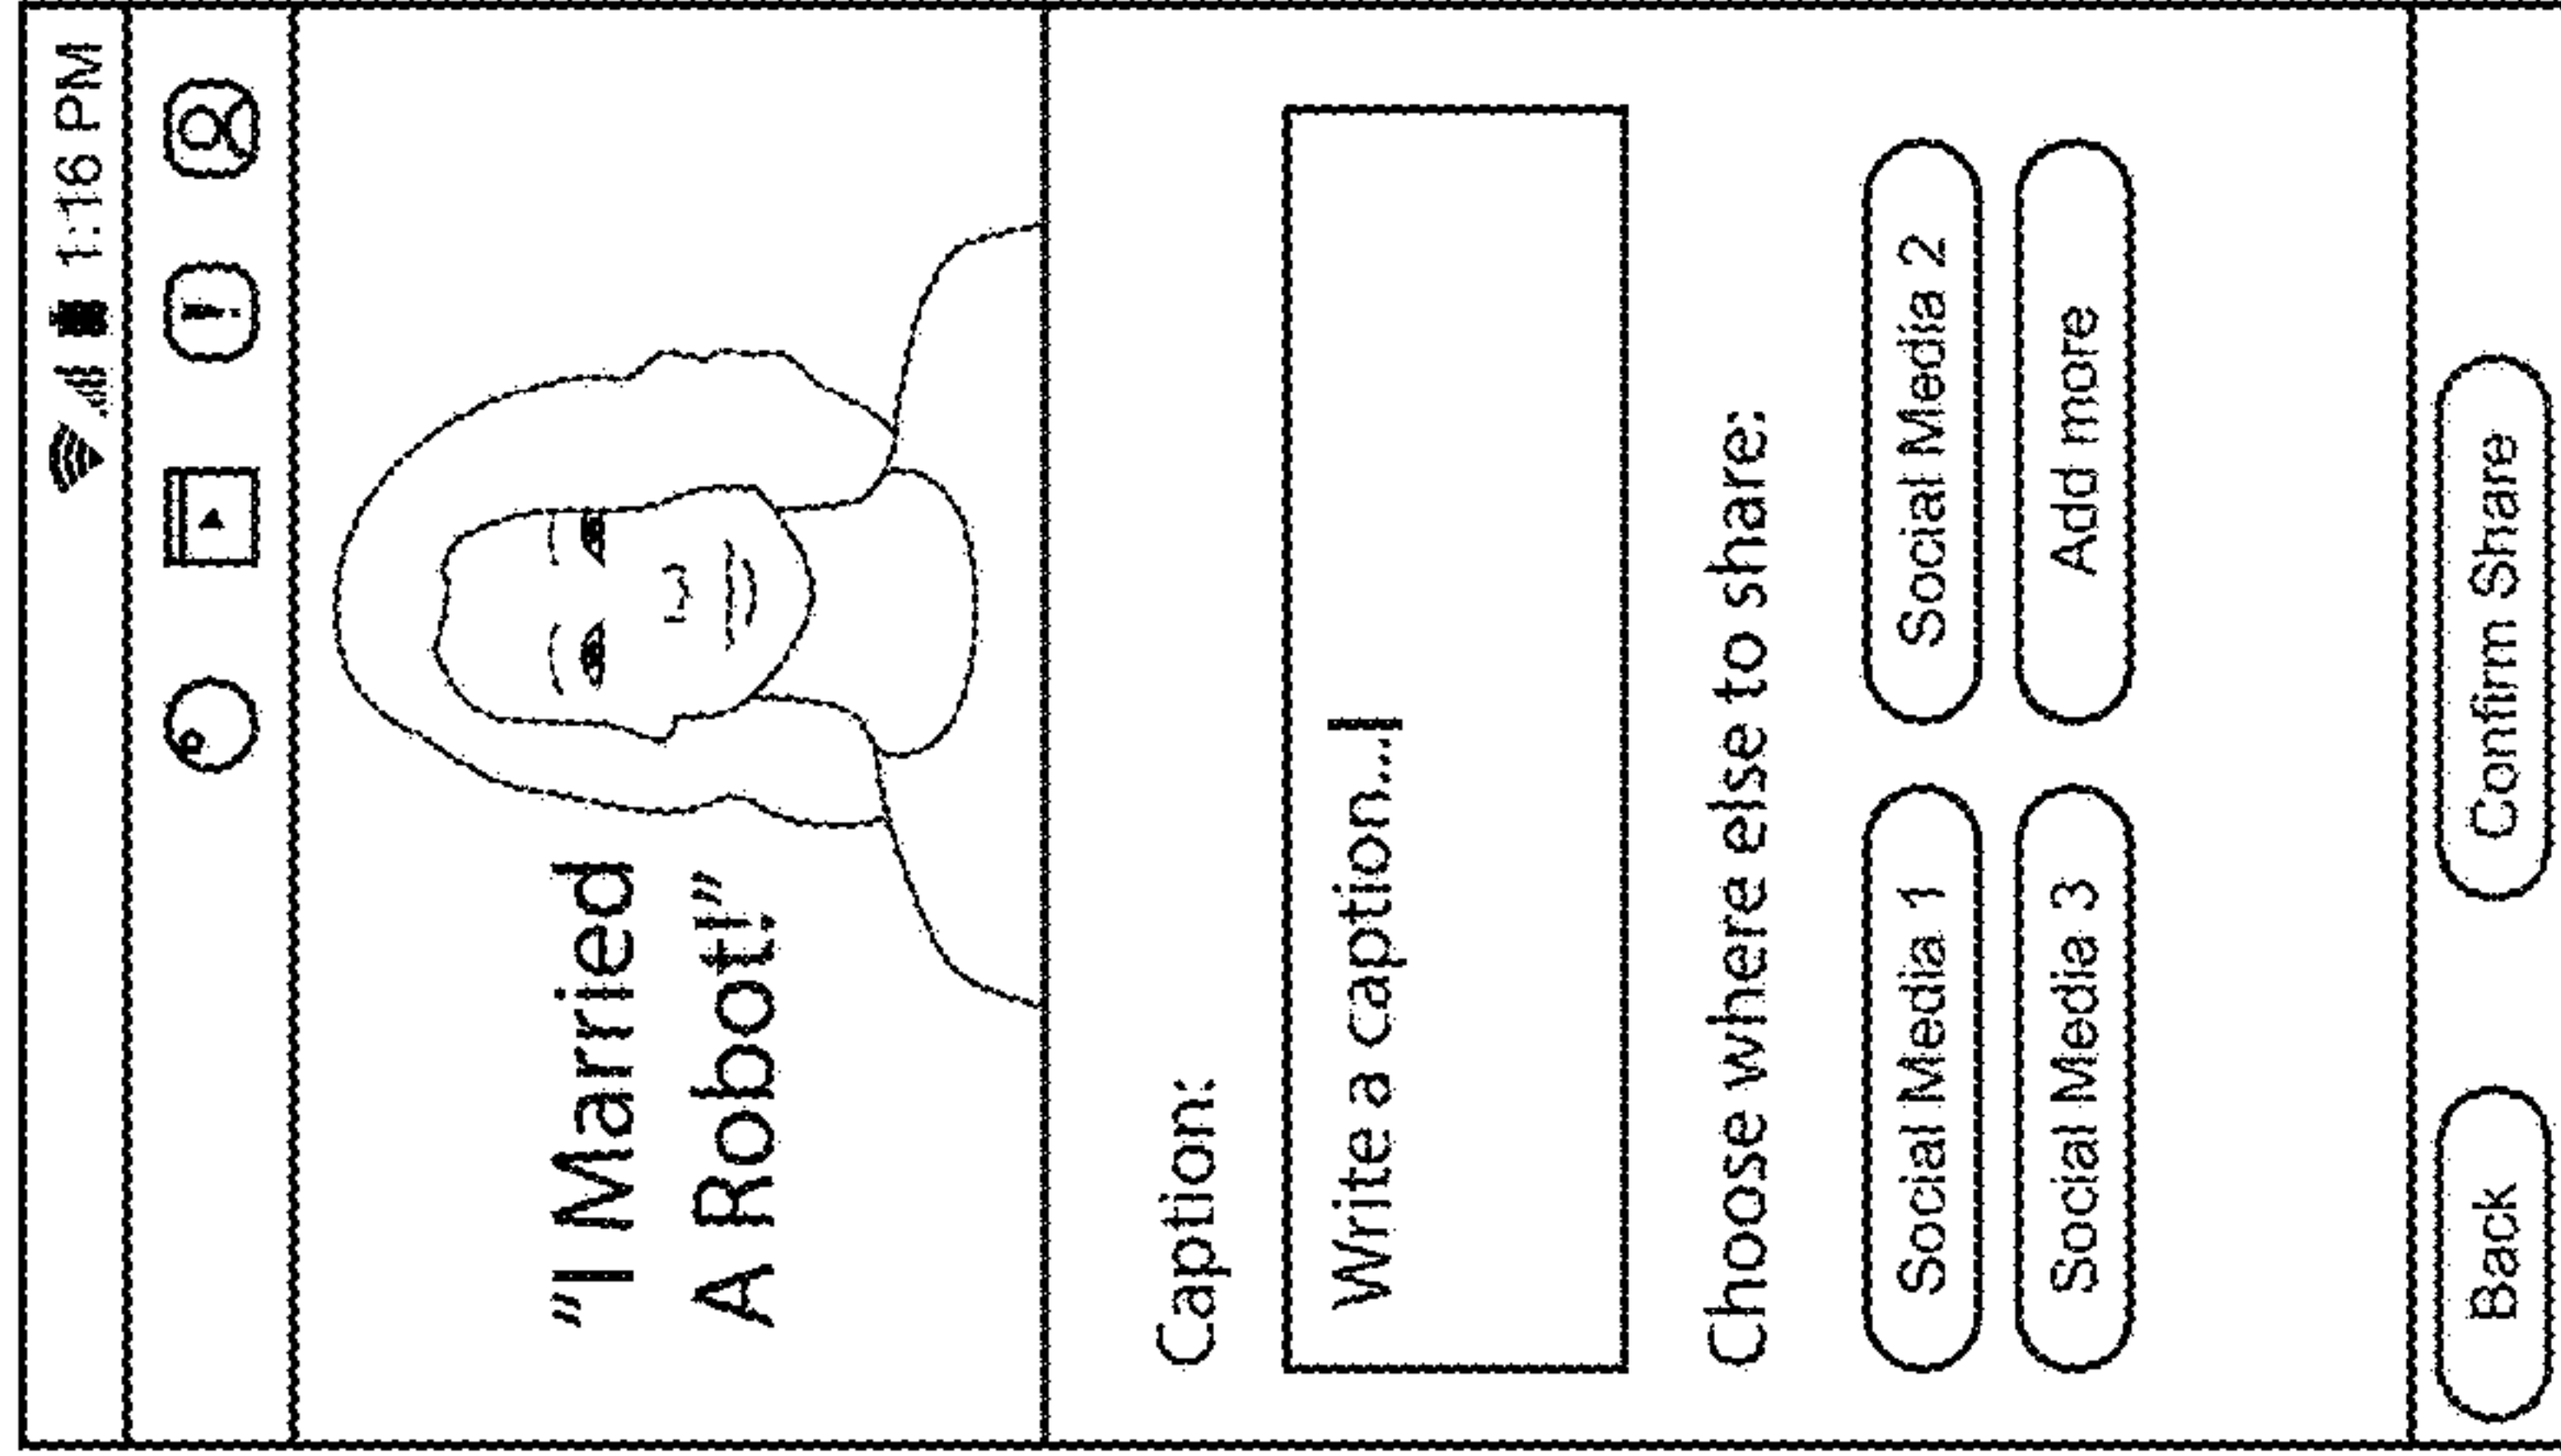 1:16 PM
"I Married
A Robot!"
Caption:
Write a caption...
Choose where else to share:
Social Media 1 Social Media 2
Social Media 3 Add more
Back Confirm Share